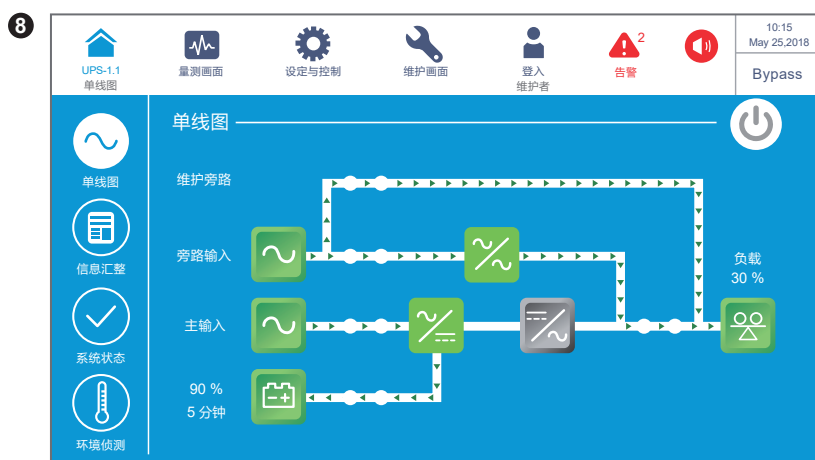 8
UPS-1.1
单线图
量测画面
设定与控制
维护画面
登入
维护者
2
告警
10:15
May 25,2018
Bypass
单线图
信息汇整
系统状态
环境侦测
单线图
维护旁路
旁路输入
主输入
90 %
5 分钟
负载
30 %